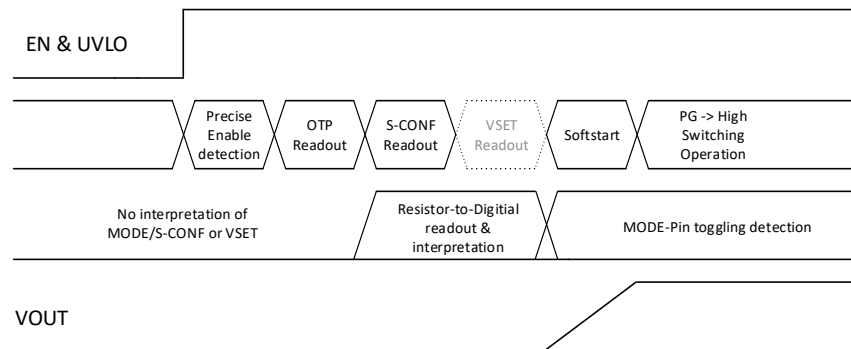 EN & UVLO
Precise
Enable
detection
OTP
Readout
S-CONF
Readout
VSET
Readout
Softstart
PG -> High
Switching
Operation
No interpretation of
MODE/S-CONF or VSET
Resistor-to-Digitial
readout &
interpretation
MODE-Pin toggling detection
VOUT